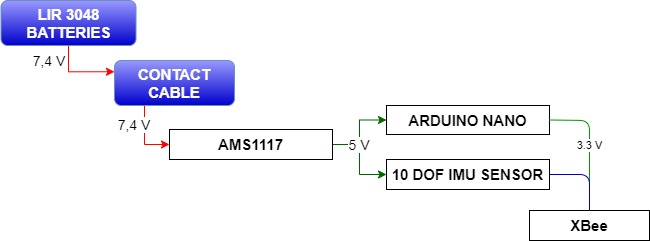 LIR 3048
BATTERIES
7,4 V
CONTACT
CABLE
7,4 V
AMS1117
5 V
ARDUINO NANO
3.3 V
10 DOF IMU SENSOR
XBee